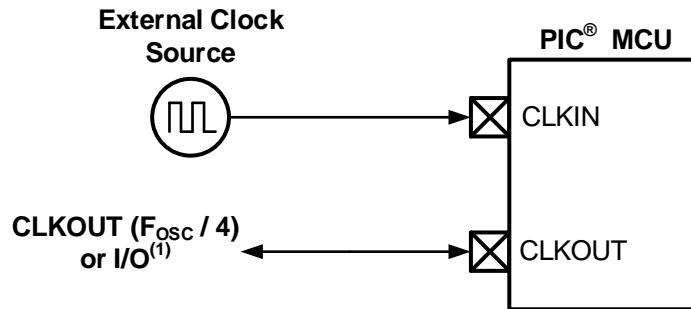 External Clock
Source
PIC® MCU
CLKIN
CLKOUT (FOSC / 4)
or I/O(1)
CLKOUT